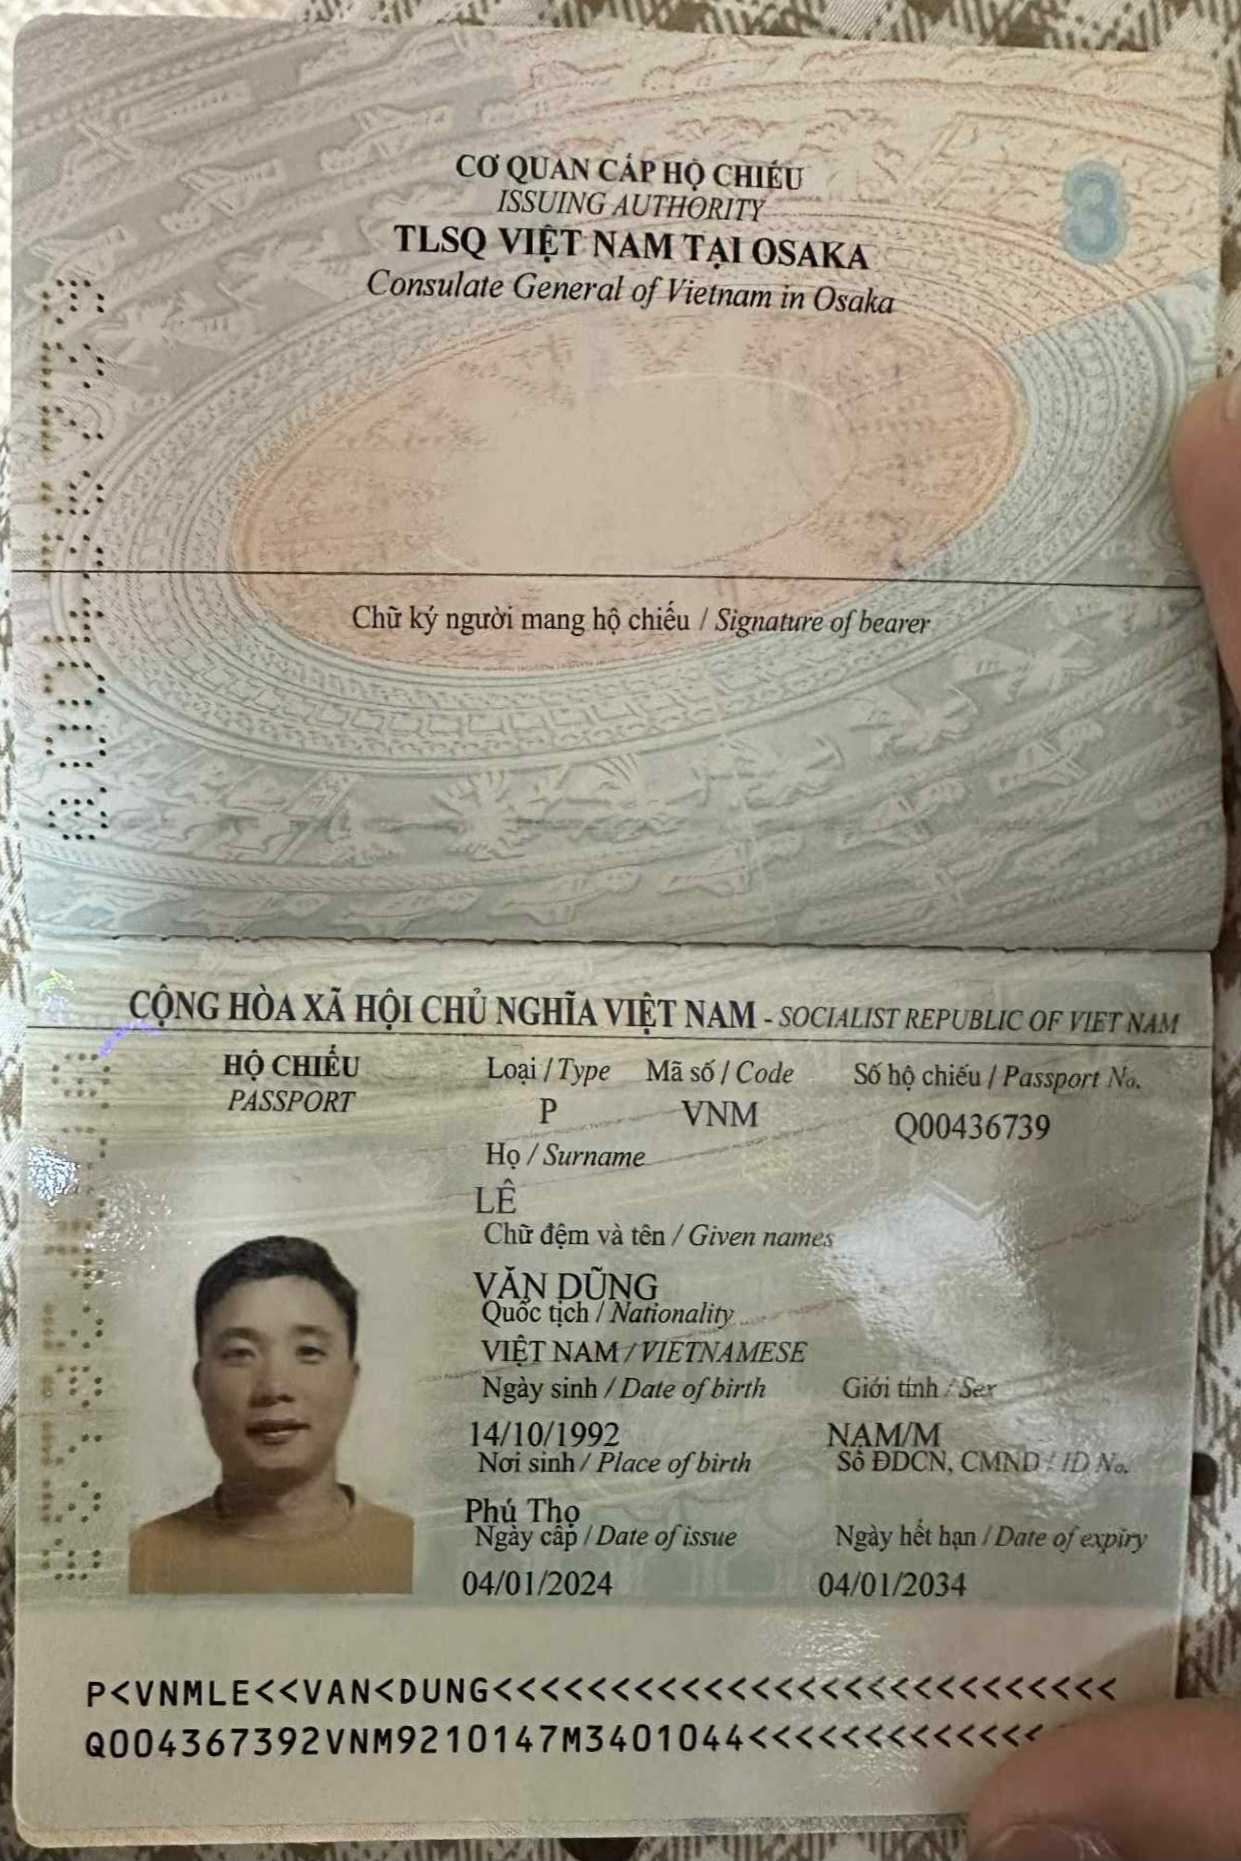 CƠ QUAN CẤP HỘ CHIẾU
ISSUING AUTHORITY
TLSQ VIỆT NAM TẠI OSAKA
Consulate General of Vietnam in Osaka
3
Chữ ký người mang hộ chiếu / Signature of bearer
CỘNG HÒA XÃ HỘI CHỦ NGHĨA VIỆT NAM - SOCIALIST REPUBLIC OF VIET NAM
HỘ CHIẾU
PASSPORT
Loại / Type Mã số / Code Số hộ chiếu / Passport No.
P VNM Q00436739
Họ / Surname
LÊ
Chữ đệm và tên / Given names
VĂN DŨNG
Quốc tịch / Nationality
VIỆT NAM / VIETNAMESE
Ngày sinh / Date of birth Giới tính / Sex
14/10/1992 NAM/M
Nơi sinh / Place of birth Số ĐDCN, CMND / ID No.
Phú Thọ
Ngày cấp / Date of issue Ngày hết hạn / Date of expiry
04/01/2024 04/01/2034
P<VNMLE<<VAN<DUNG<<<<<<<<<<<<<<<<<<<<<<<<<<<
Q004367392VNM9210147M3401044<<<<<<<<<<<<<<